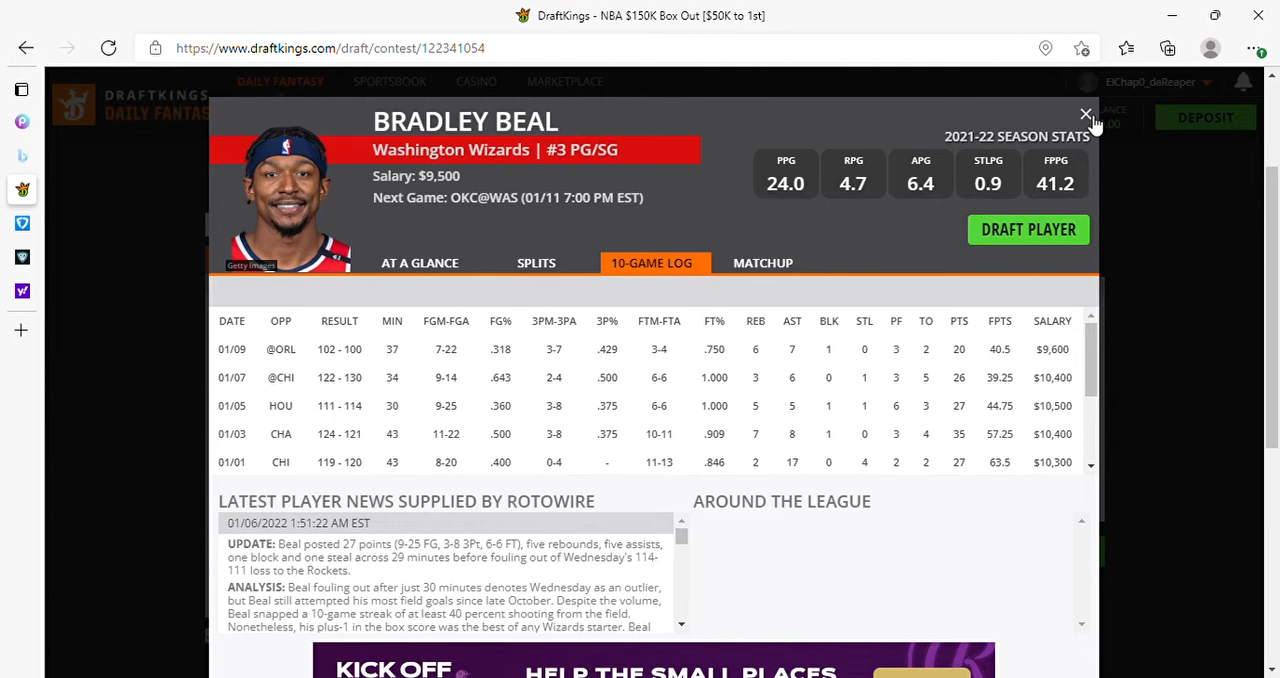 DraftKings - NBA $150K Box Out [$50K to 1st]
https://www.draftkings.com/draft/contest/122341054
DRAFTKINGS
DAILY FANTAS
DAILY FANTASY SPORTSBOOK CASINO MARKETPLACE
ElChap0_daReaper
DEPOSIT
BRADLEY BEAL
Washington Wizards | #3 PG/SG
Salary: $9,500
Next Game: OKC@WAS (01/11 7:00 PM EST)
Getty Images
2021-22 SEASON STATS
PPG RPG APG STLPG FPPG
24.0 4.7 6.4 0.9 41.2
DRAFT PLAYER
AT A GLANCE SPLITS 10-GAME LOG MATCHUP
DATE OPP RESULT MIN FGM-FGA FG% 3PM-3PA 3P% FTM-FTA FT% REB AST BLK STL PF TO PTS FPTS SALARY
01/09 @ORL 102 - 100 37 7-22 .318 3-7 .429 3-4 .750 6 7 1 0 3 2 20 40.5 $9,600
01/07 @CHI 122 - 130 34 9-14 .643 2-4 .500 6-6 1.000 3 6 0 1 3 5 26 39.25 $10,400
01/05 HOU 111 - 114 30 9-25 .360 3-8 .375 6-6 1.000 5 5 1 1 6 3 27 44.75 $10,500
01/03 CHA 124 - 121 43 11-22 .500 3-8 .375 10-11 .909 7 8 1 0 3 4 35 57.25 $10,400
01/01 CHI 119 - 120 43 8-20 .400 0-4 - 11-13 .846 2 17 0 4 2 2 27 63.5 $10,300
LATEST PLAYER NEWS SUPPLIED BY ROTOWIRE
01/06/2022 1:51:22 AM EST
UPDATE: Beal posted 27 points (9-25 FG, 3-8 3Pt, 6-6 FT), five rebounds, five assists,
one block and one steal across 29 minutes before fouling out of Wednesday's 114-
111 loss to the Rockets.
ANALYSIS: Beal fouling out after just 30 minutes denotes Wednesday as an outlier,
but Beal still attempted his most field goals since late October. Despite the volume,
Beal snapped a 10-game streak of at least 40 percent shooting from the field.
Nonetheless, his plus-1 in the box score was the best of any Wizards starter. Beal
AROUND THE LEAGUE
KICK OFF
HELP THE SMALL PLACES